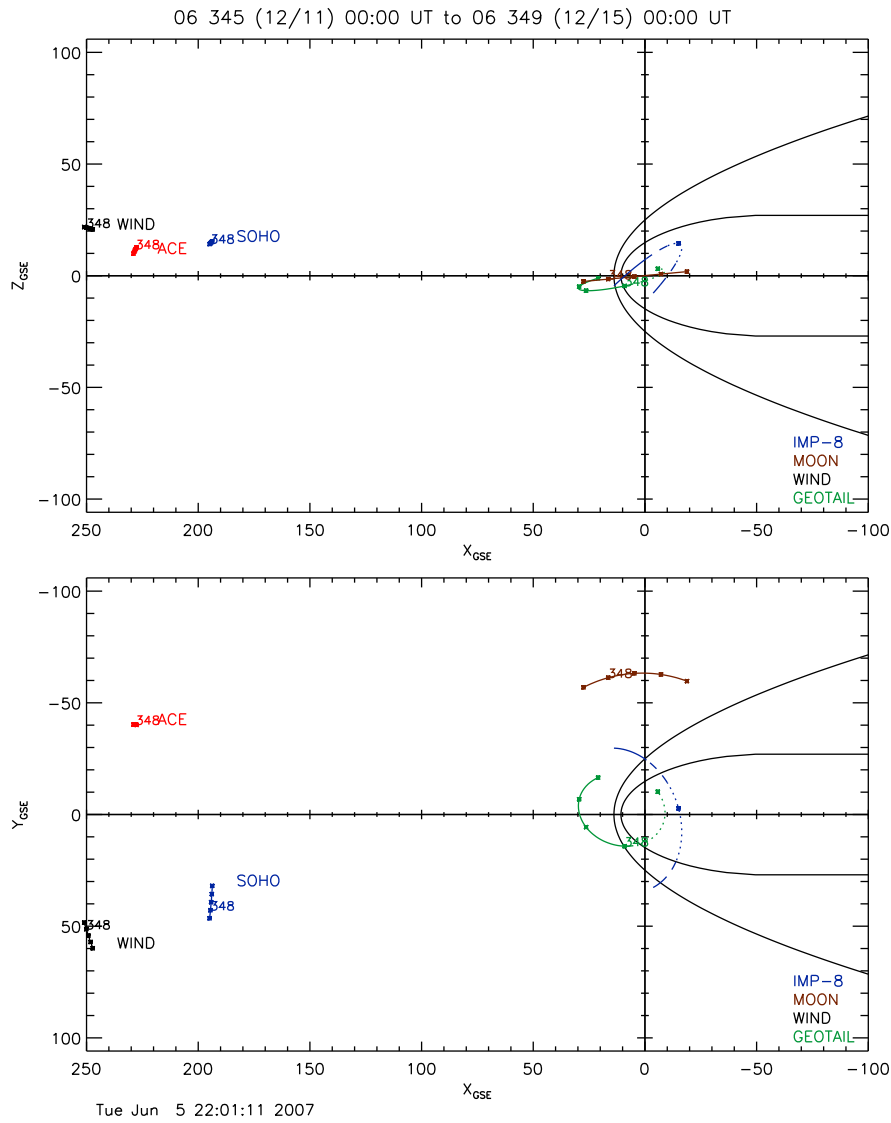 06 345 (12/11) 00:00 UT to 06 349 (12/15) 00:00 UT
100
50
0
−50
−100
Z_GSE
348 WIND
348 ACE
348 SOHO
348
348
IMP−8
MOON
WIND
GEOTAIL
250 200 150 100 50 0 −50 −100
X_GSE
−100
−50
0
50
100
Y_GSE
348
348 ACE
348
SOHO
348
348
WIND
IMP−8
MOON
WIND
GEOTAIL
250 200 150 100 50 0 −50 −100
X_GSE
Tue Jun 5 22:01:11 2007